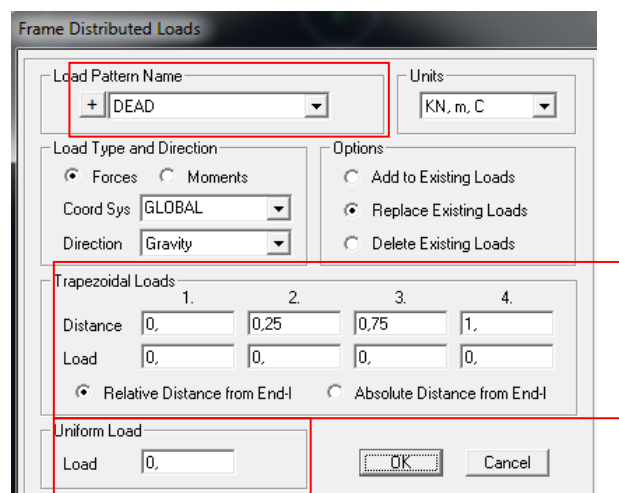 Frame Distributed Loads
Load Pattern Name
+ DEAD
Units
KN, m, C
Load Type and Direction
Forces Moments
Coord Sys GLOBAL
Direction Gravity
Options
Add to Existing Loads
Replace Existing Loads
Delete Existing Loads
Trapezoidal Loads
1. 2. 3. 4.
Distance 0, 0,25 0,75 1,
Load 0, 0, 0, 0,
Relative Distance from End-I Absolute Distance from End-I
Uniform Load
Load 0,
OK Cancel